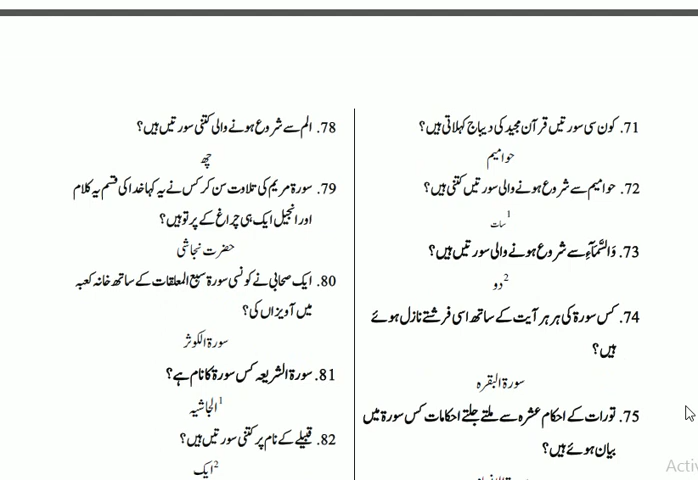 71. کون سی سورتیں قرآن مجید کی دیباج کہلاتی ہیں؟
حوامیم
72. حوامیم سے شروع ہونے والی سورتیں کتنی ہیں؟
سات1
73. وَالسَّمَآءِ سے شروع ہونے والی سورتیں ہیں؟
دو2
74. کس سورۃ کی ہر ہر آیت کے ساتھ اسی فرشتے نازل ہوئے
ہیں؟
سورۃ البقرہ
75. تورات کے احکام عشرہ سے ملتے جلتے احکامات کس سورۃ میں
بیان ہوئے ہیں؟
78. الم سے شروع ہونے والی کتنی سورتیں ہیں؟
چھ
79. سورۃ مریم کی تلاوت سن کر کس نے یہ کہا خدا کی قسم یہ کلام
اور انجیل ایک ہی چراغ کے پرتو ہیں؟
حضرت نجاشی
80. ایک صحابی نے کونسی سورۃ سبع المعلقات کے ساتھ خانہ کعبہ
میں آویزاں کی؟
سورۃ الکوثر
81. سورۃ الشریعہ کس سورۃ کا نام ہے؟
الجاثیہ1
82. قبیلے کے نام پر کتنی سورتیں ہیں؟
ایک2
Activ